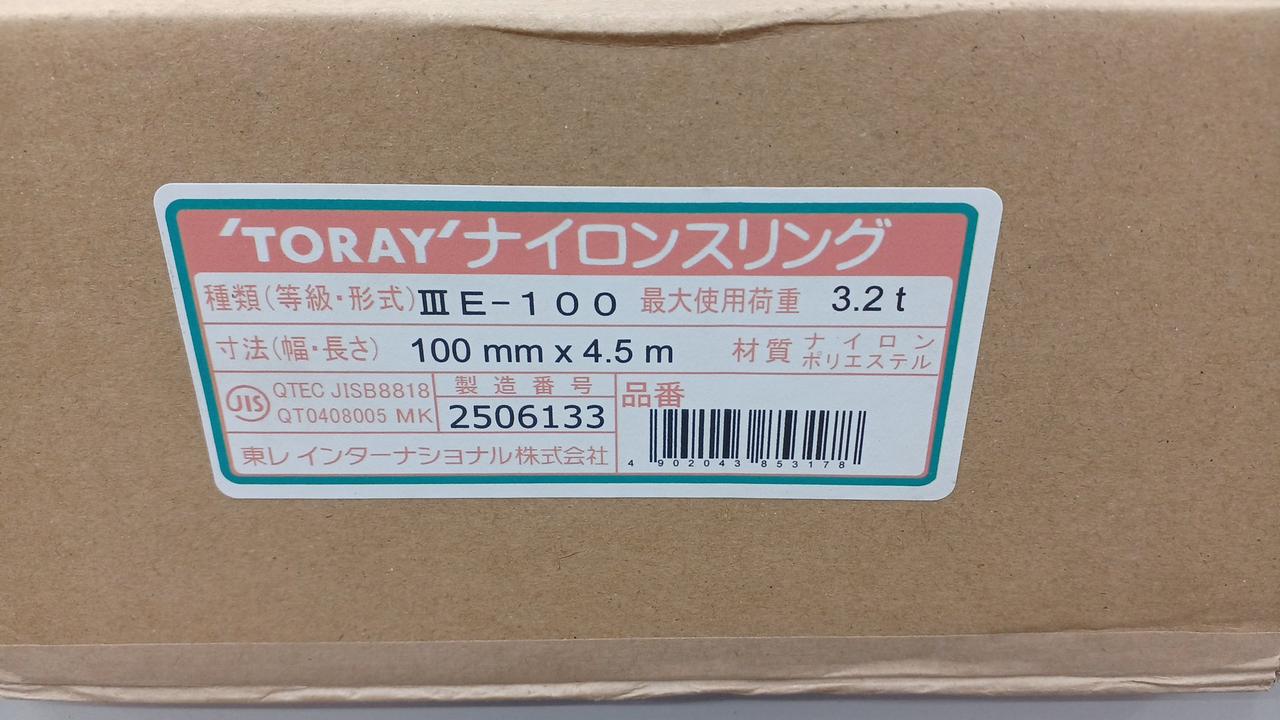 'TORAY'ナイロンスリング
種類(等級・形式) ⅢE-100 最大使用荷重 3.2 t
寸法(幅・長さ) 100 mm x 4.5 m 材質 ナイロン
ポリエステル
JIS QTEC JISB8818
QT0408005 MK
製造番号
2506133
品番
東レ インターナショナル株式会社
4 902043 853178